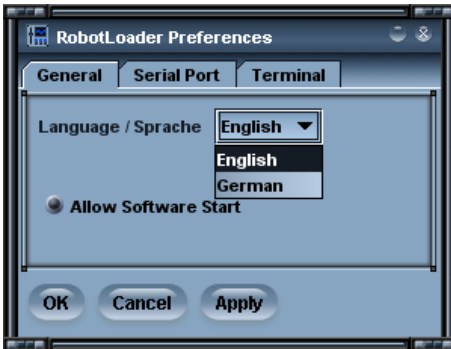 RobotLoader Preferences
General Serial Port Terminal
Language / Sprache English
English
German
Allow Software Start
OK Cancel Apply